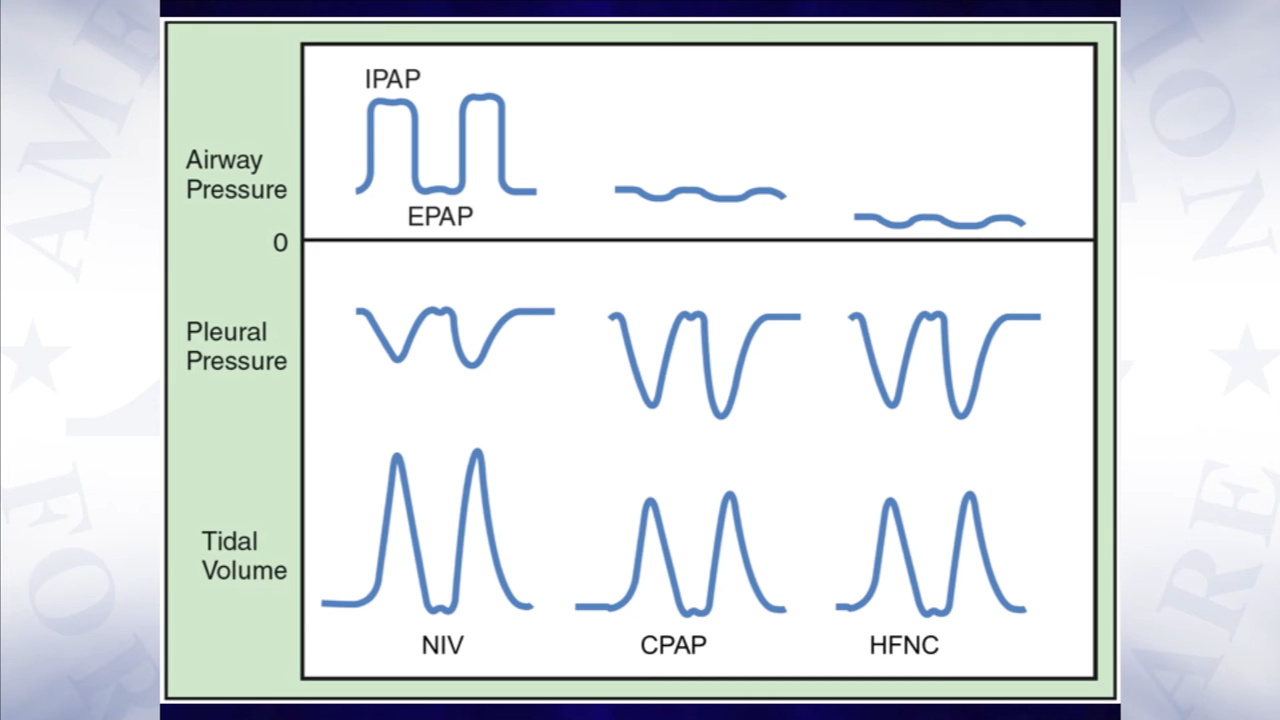 IPAP
Airway
Pressure
EPAP
0
Pleural
Pressure
Tidal
Volume
NIV
CPAP
HFNC